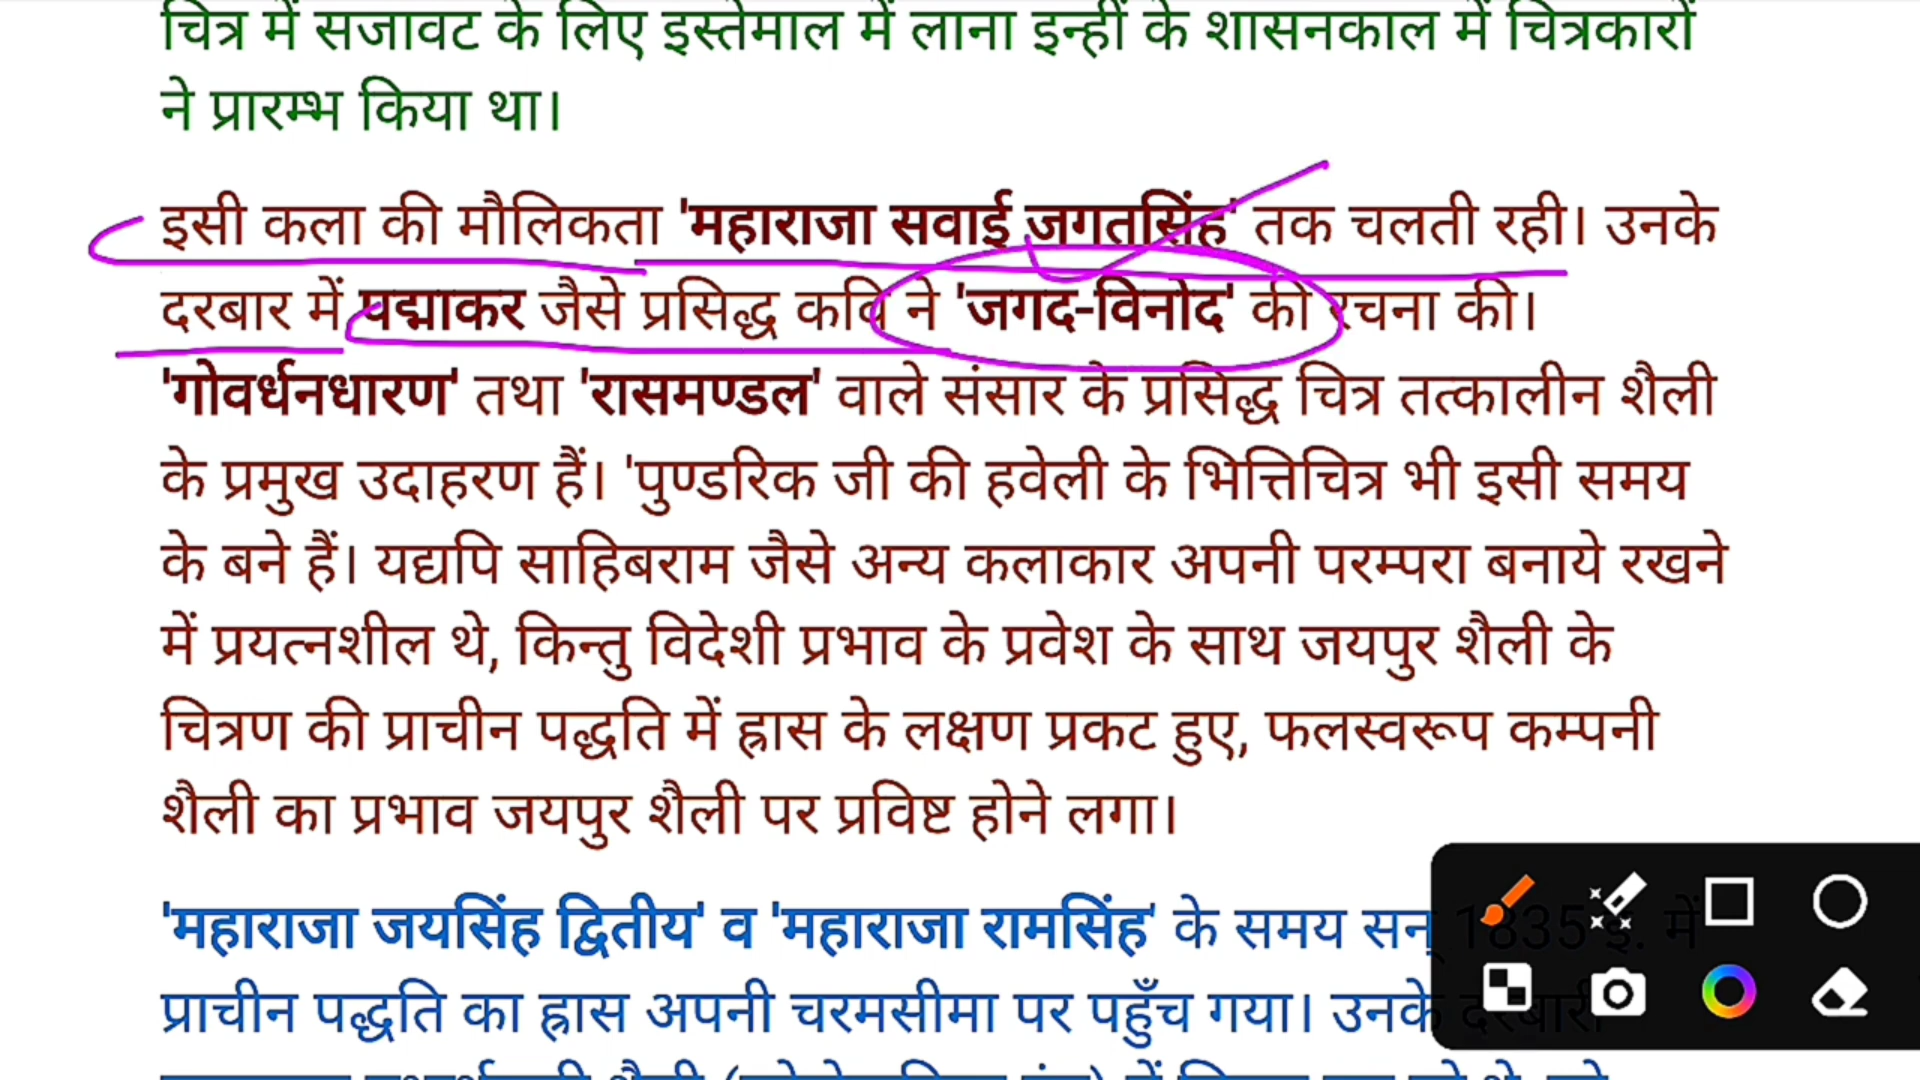 चित्र में सजावट के लिए इस्तेमाल में लाना इन्हीं के शासनकाल में चित्रकारों
ने प्रारम्भ किया था।
इसी कला की मौलिकता 'महाराजा सवाई जगतसिंह' तक चलती रही। उनके
दरबार में पद्माकर जैसे प्रसिद्ध कवि ने 'जगद-विनोद' की रचना की।
'गोवर्धनधारण' तथा 'रासमण्डल' वाले संसार के प्रसिद्ध चित्र तत्कालीन शैली
के प्रमुख उदाहरण हैं। 'पुण्डरिक जी की हवेली के भित्तिचित्र भी इसी समय
के बने हैं। यद्यपि साहिबराम जैसे अन्य कलाकार अपनी परम्परा बनाये रखने
में प्रयत्नशील थे, किन्तु विदेशी प्रभाव के प्रवेश के साथ जयपुर शैली के
चित्रण की प्राचीन पद्धति में ह्रास के लक्षण प्रकट हुए, फलस्वरूप कम्पनी
शैली का प्रभाव जयपुर शैली पर प्रविष्ट होने लगा।
'महाराजा जयसिंह द्वितीय' व 'महाराजा रामसिंह' के समय सन् 1835 ई. में
प्राचीन पद्धति का ह्रास अपनी चरमसीमा पर पहुँच गया। उनके दरबारी